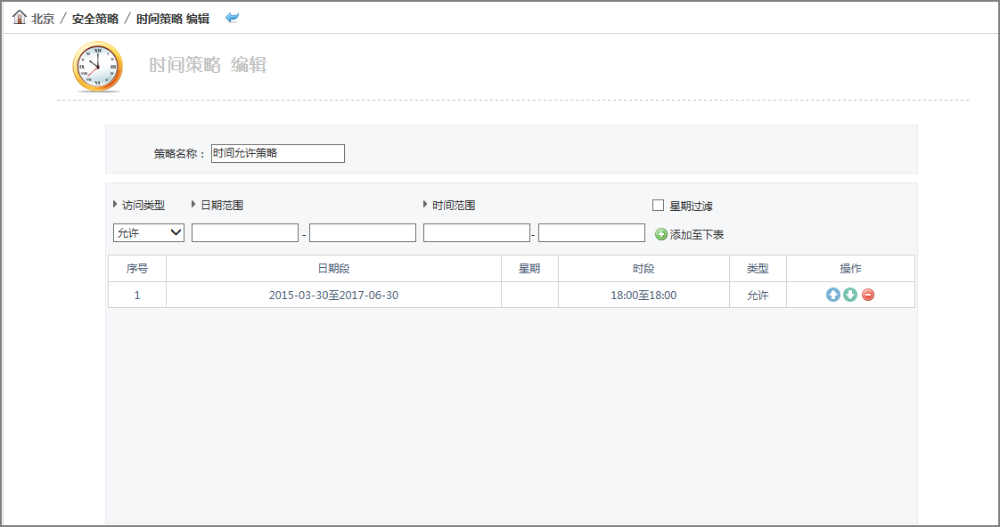 北京 / 安全策略 / 时间策略 编辑
时间策略 编辑
策略名称：时间允许策略
访问类型 日期范围 时间范围 星期过滤
允许 - - 添加至下表
序号 日期段 星期 时段 类型 操作
1 2015-03-30至2017-06-30 18:00至18:00 允许